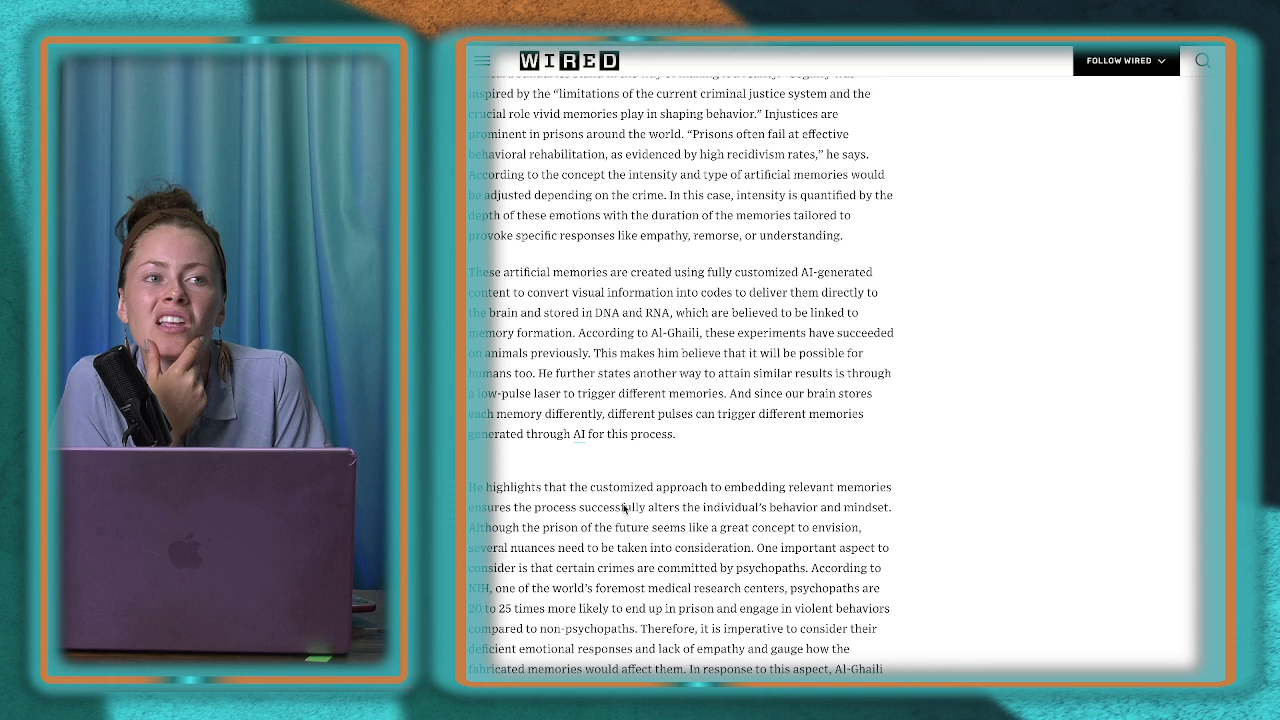 WIRED
FOLLOW WIRED
inspired by the “limitations of the current criminal justice system and the
crucial role vivid memories play in shaping behavior.” Injustices are
prominent in prisons around the world. “Prisons often fail at effective
behavioral rehabilitation, as evidenced by high recidivism rates,” he says.
According to the concept the intensity and type of artificial memories would
be adjusted depending on the crime. In this case, intensity is quantified by the
depth of these emotions with the duration of the memories tailored to
provoke specific responses like empathy, remorse, or understanding.
These artificial memories are created using fully customized AI-generated
content to convert visual information into codes to deliver them directly to
the brain and stored in DNA and RNA, which are believed to be linked to
memory formation. According to Al-Ghaili, these experiments have succeeded
on animals previously. This makes him believe that it will be possible for
humans too. He further states another way to attain similar results is through
a low-pulse laser to trigger different memories. And since our brain stores
each memory differently, different pulses can trigger different memories
generated through AI for this process.
He highlights that the customized approach to embedding relevant memories
ensures the process successfully alters the individual’s behavior and mindset.
Although the prison of the future seems like a great concept to envision,
several nuances need to be taken into consideration. One important aspect to
consider is that certain crimes are committed by psychopaths. According to
NIH, one of the world’s foremost medical research centers, psychopaths are
20 to 25 times more likely to end up in prison and engage in violent behaviors
compared to non-psychopaths. Therefore, it is imperative to consider their
deficient emotional responses and lack of empathy and gauge how the
fabricated memories would affect them. In response to this aspect, Al-Ghaili